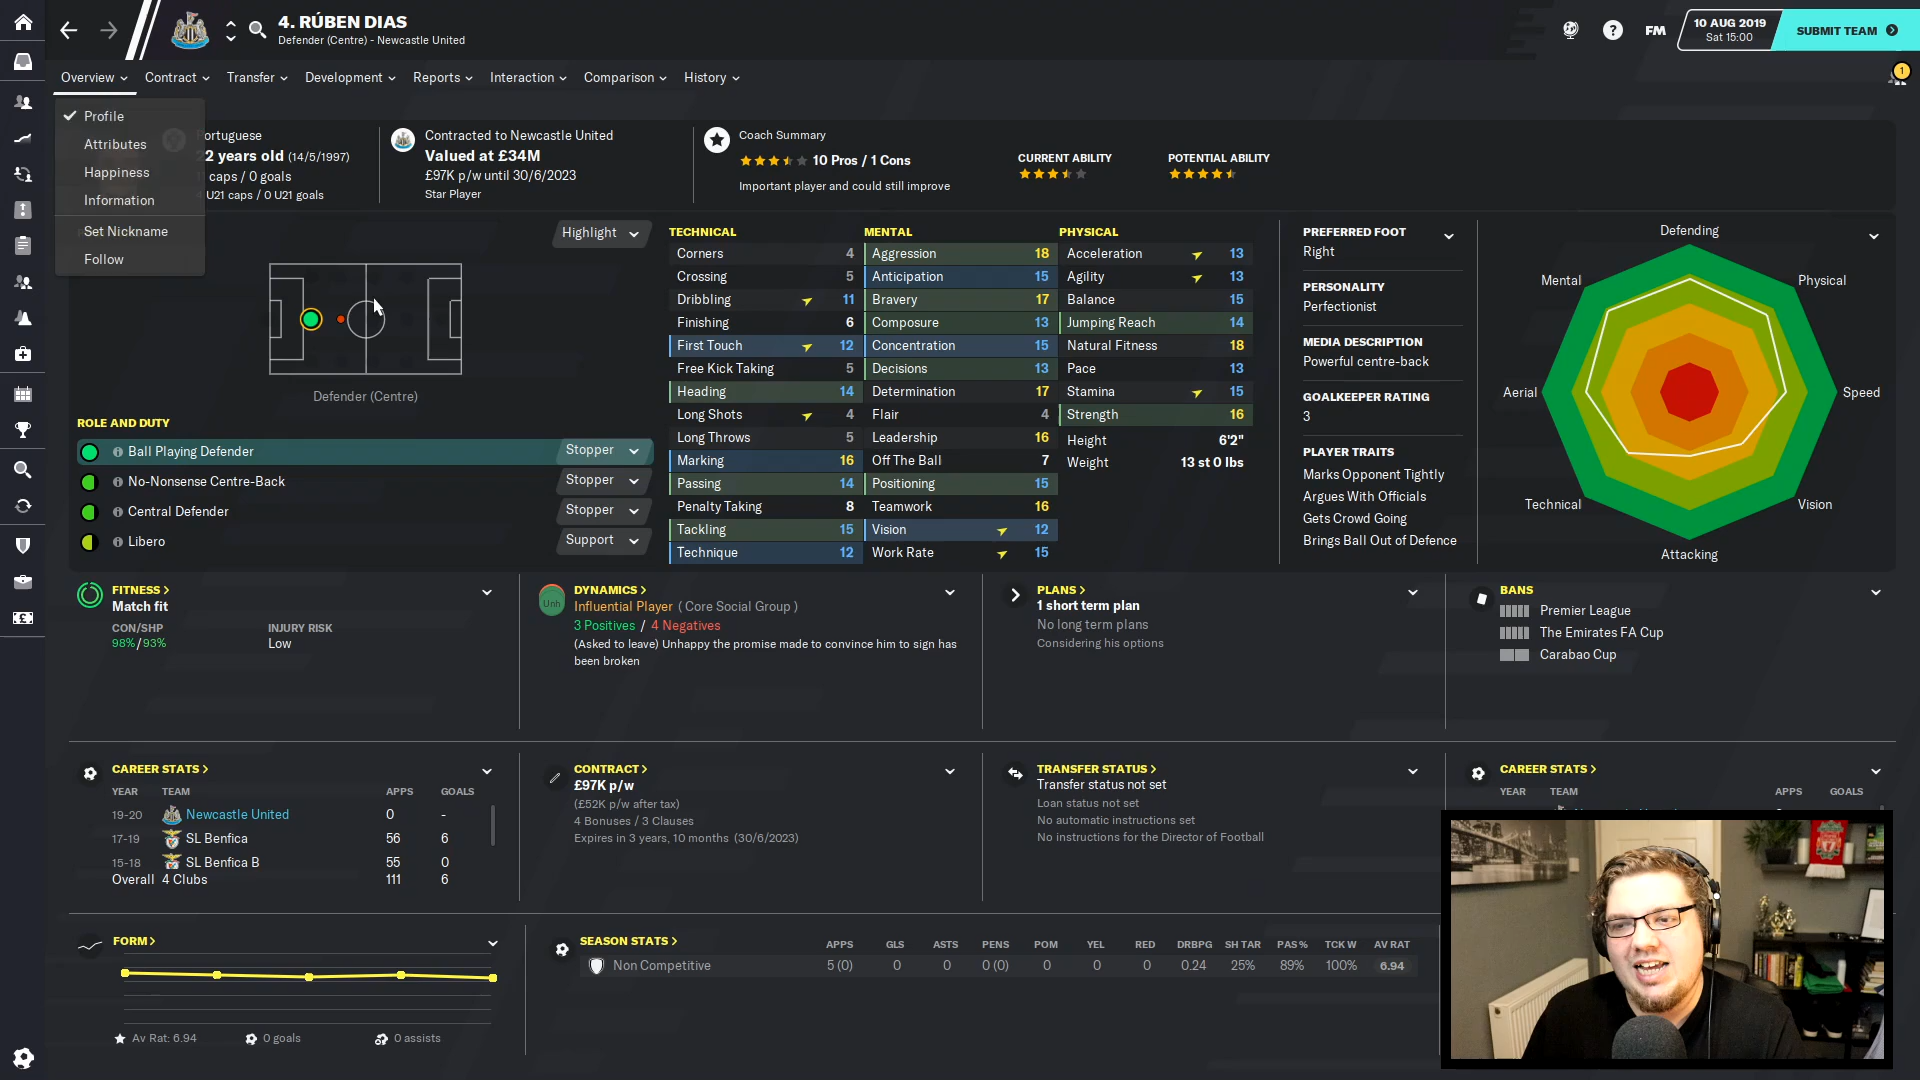 4. RÚBEN DIAS
Defender (Centre) - Newcastle United
FM
10 AUG 2019
Sat 15:00
SUBMIT TEAM
Overview
Contract
Transfer
Development
Reports
Interaction
Comparison
History
1
Profile
Attributes
Happiness
Information
Set Nickname
Follow
ortuguese
2 years old (14/5/1997)
caps / 0 goals
U21 caps / 0 U21 goals
Contracted to Newcastle United
Valued at £34M
£97K p/w until 30/6/2023
Star Player
Coach Summary
10 Pros / 1 Cons
Important player and could still improve
CURRENT ABILITY
POTENTIAL ABILITY
Highlight
Defender (Centre)
ROLE AND DUTY
Ball Playing Defender Stopper
No-Nonsense Centre-Back Stopper
Central Defender Stopper
Libero Support
TECHNICAL
Corners 4
Crossing 5
Dribbling 11
Finishing 6
First Touch 12
Free Kick Taking 5
Heading 14
Long Shots 4
Long Throws 5
Marking 16
Passing 14
Penalty Taking 8
Tackling 15
Technique 12
MENTAL
Aggression 18
Anticipation 15
Bravery 17
Composure 13
Concentration 15
Decisions 13
Determination 17
Flair 4
Leadership 16
Off The Ball 7
Positioning 15
Teamwork 16
Vision 12
Work Rate 15
PHYSICAL
Acceleration 13
Agility 13
Balance 15
Jumping Reach 14
Natural Fitness 18
Pace 13
Stamina 15
Strength 16
Height 6'2"
Weight 13 st 0 lbs
PREFERRED FOOT
Right
PERSONALITY
Perfectionist
MEDIA DESCRIPTION
Powerful centre-back
GOALKEEPER RATING
3
PLAYER TRAITS
Marks Opponent Tightly
Argues With Officials
Gets Crowd Going
Brings Ball Out of Defence
Defending
Mental
Physical
Aerial
Speed
Technical
Vision
Attacking
FITNESS
Match fit
CON/SHP
98%/93%
INJURY RISK
Low
Unh
DYNAMICS
Influential Player ( Core Social Group )
3 Positives / 4 Negatives
(Asked to leave) Unhappy the promise made to convince him to sign has
been broken
PLANS
1 short term plan
No long term plans
Considering his options
BANS
Premier League
The Emirates FA Cup
Carabao Cup
CAREER STATS
YEAR TEAM APPS GOALS
19-20 Newcastle United 0 -
17-19 SL Benfica 56 6
15-18 SL Benfica B 55 0
Overall 4 Clubs 111 6
CONTRACT
£97K p/w
(£52K p/w after tax)
4 Bonuses / 3 Clauses
Expires in 3 years, 10 months (30/6/2023)
TRANSFER STATUS
Transfer status not set
Loan status not set
No automatic instructions set
No instructions for the Director of Football
CAREER STATS
YEAR TEAM APPS GOALS
FORM
Av Rat: 6.94
0 goals
0 assists
SEASON STATS APPS GLS ASTS PENS POM YEL RED DRBPG SH TAR PAS % TCK W AV RAT
Non Competitive 5 (0) 0 0 0 (0) 0 0 0 0.24 25% 89% 100% 6.94